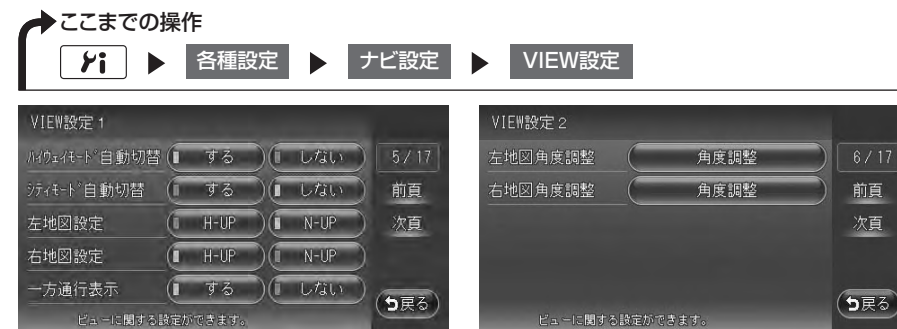 ここまでの操作
各種設定 ▶ ナビ設定 ▶ VIEW設定
VIEW設定 1
ﾊｲｳｪｲﾓｰﾄﾞ自動切替 する しない 5/17
ｼﾃｨﾓｰﾄﾞ自動切替 する しない 前頁
左地図設定 H-UP N-UP 次頁
右地図設定 H-UP N-UP
一方通行表示 する しない
戻る
ビューに関する設定ができます。
VIEW設定 2
左地図角度調整 角度調整 6/17
右地図角度調整 角度調整 前頁
次頁
戻る
ビューに関する設定ができます。